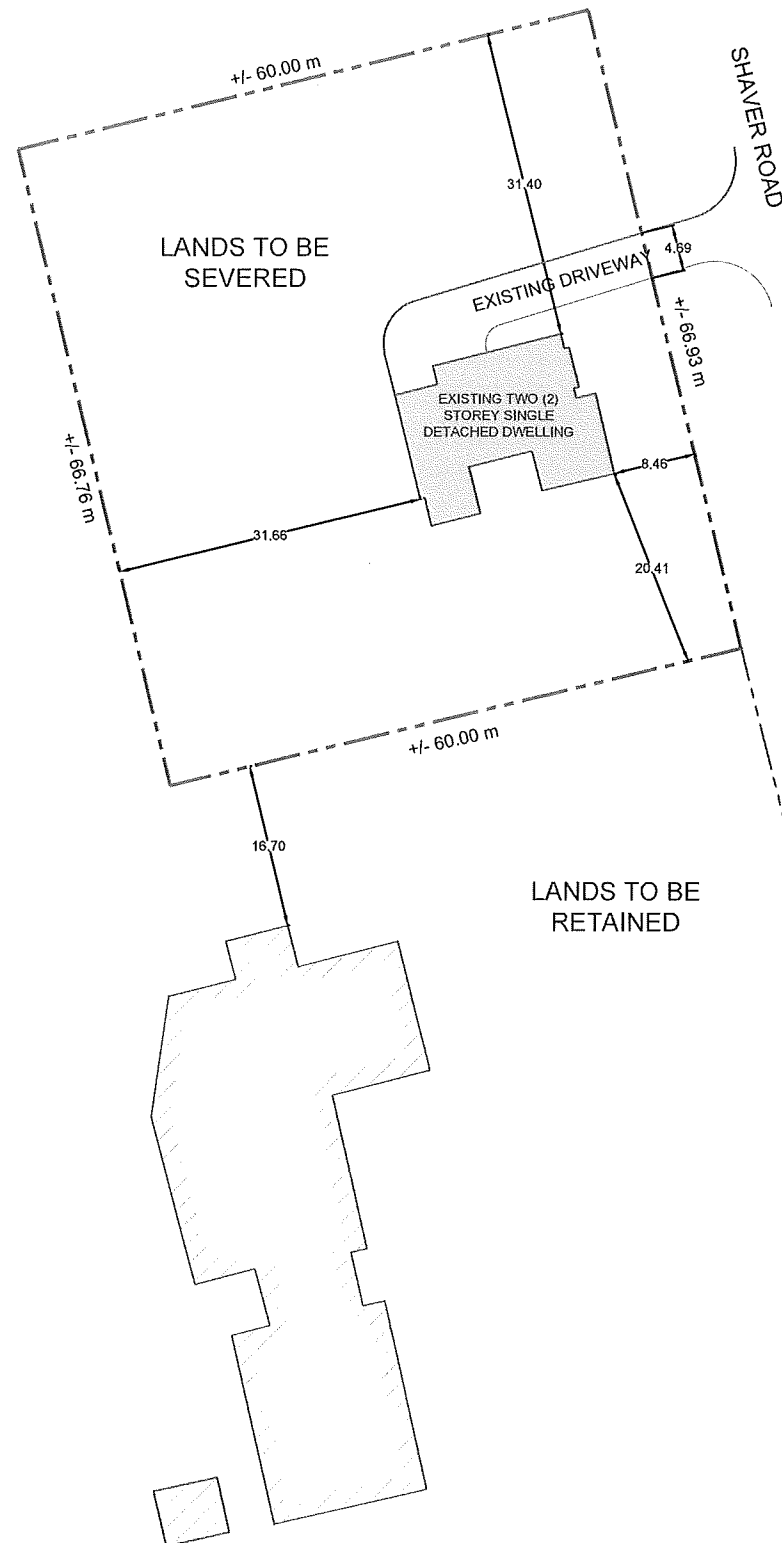 +/- 60.00 m
SHAVER ROAD
31.40
LANDS TO BE
SEVERED
4.69
EXISTING DRIVEWAY
+/- 66.93 m
EXISTING TWO (2)
STOREY SINGLE
DETACHED DWELLING
+/- 66.76 m
8.46
31.66
20.41
+/- 60.00 m
16.70
LANDS TO BE
RETAINED